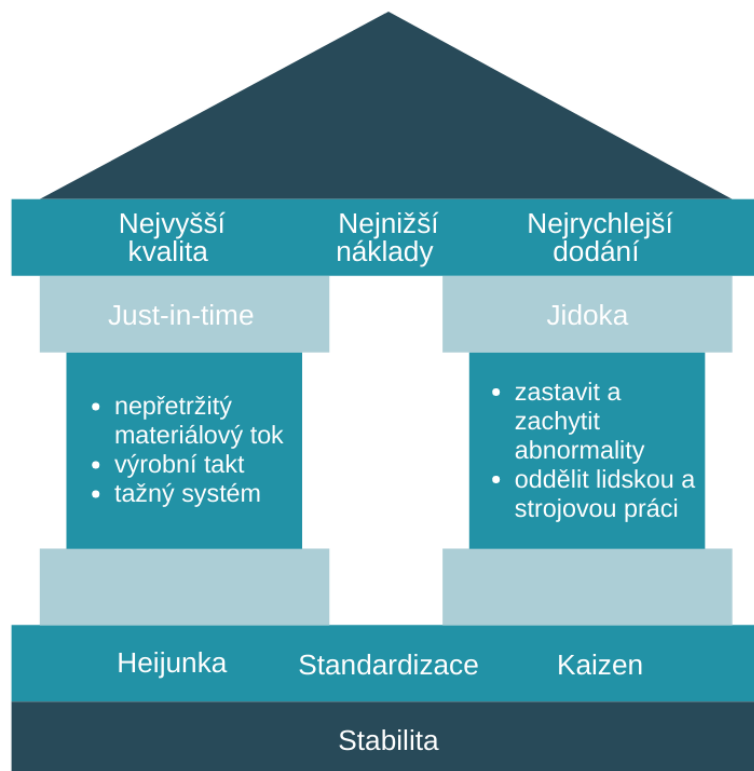 Nejvyšší
kvalita
Nejnižší
náklady
Nejrychlejší
dodání
Just-in-time
• nepřetržitý
materiálový tok
• výrobní takt
• tažný systém
Jidoka
• zastavit a
zachytit
abnormality
• oddělit lidskou a
strojovou práci
Heijunka
Standardizace
Kaizen
Stabilita